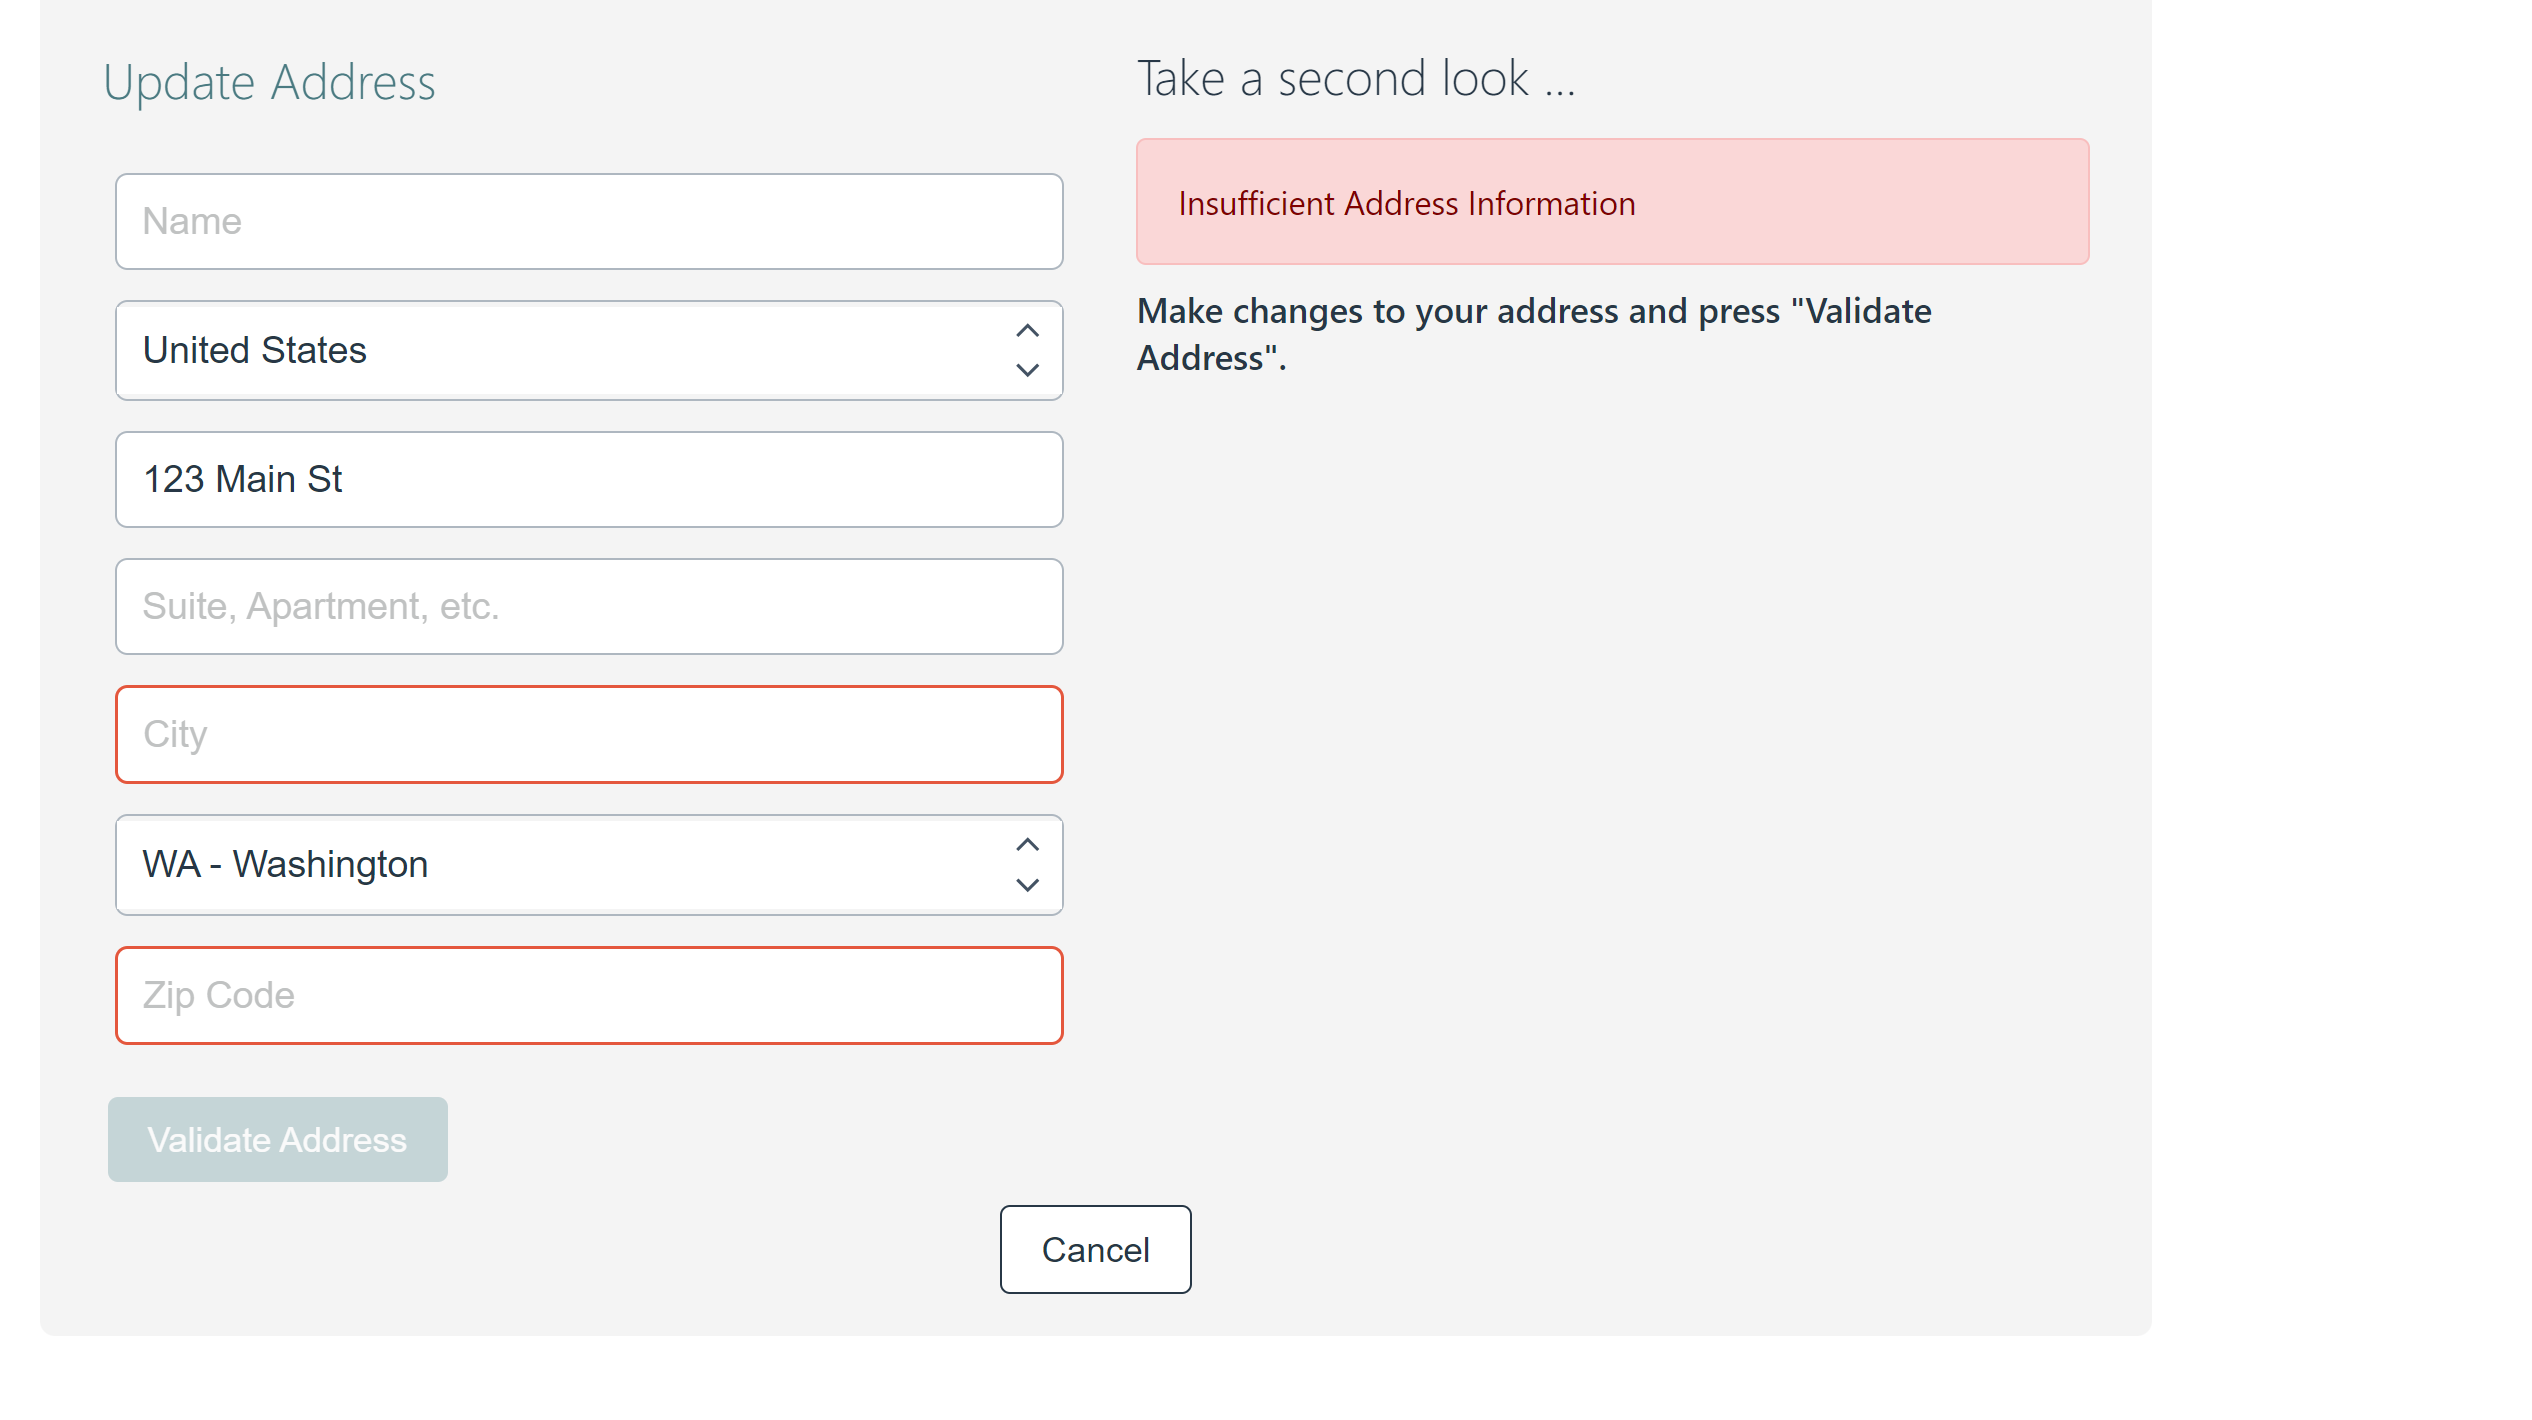 Update Address
Name
United States
123 Main St
Suite, Apartment, etc.
City
WA - Washington
Zip Code
Validate Address
Take a second look ...
Insufficient Address Information
Make changes to your address and press "Validate
Address".
Cancel